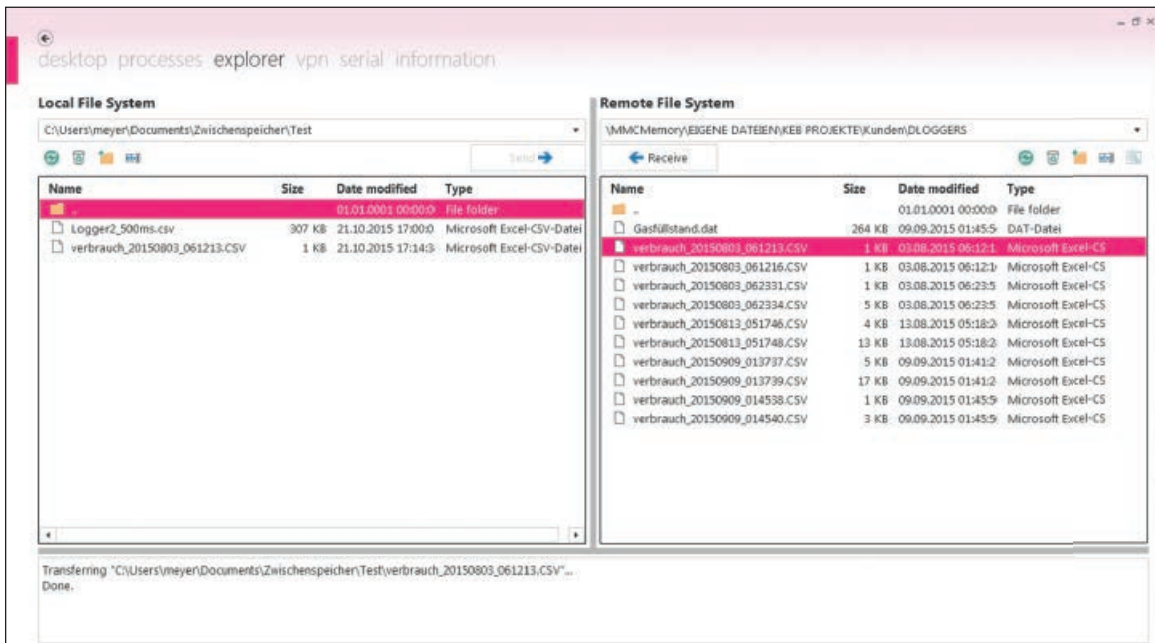 desktop processes explorer vpn serial information
Local File System
C:\Users\meyer\Documents\Zwischenspeicher\Test
Send
Name Size Date modified Type
.. 01.01.0001 00:00:0 File folder
Logger2_500ms.csv 307 KB 21.10.2015 17:00:0 Microsoft Excel-CSV-Datei
verbrauch_20150803_061213.CSV 1 KB 21.10.2015 17:14:3 Microsoft Excel-CSV-Datei
Remote File System
\MMCMemory\EIGENE DATEIEN\KEB PROJEKTE\Kunden\DLOGGERS
Receive
Name Size Date modified Type
.. 01.01.0001 00:00:0 File folder
Gasfüllstand.dat 264 KB 09.09.2015 01:45:5 DAT-Datei
verbrauch_20150803_061213.CSV 1 KB 03.08.2015 06:12:1 Microsoft Excel-CS
verbrauch_20150803_061216.CSV 1 KB 03.08.2015 06:12:1 Microsoft Excel-CS
verbrauch_20150803_062331.CSV 1 KB 03.08.2015 06:23:5 Microsoft Excel-CS
verbrauch_20150803_062334.CSV 5 KB 03.08.2015 06:23:5 Microsoft Excel-CS
verbrauch_20150813_051746.CSV 4 KB 13.08.2015 05:18:2 Microsoft Excel-CS
verbrauch_20150813_051748.CSV 13 KB 13.08.2015 05:18:2 Microsoft Excel-CS
verbrauch_20150909_013737.CSV 5 KB 09.09.2015 01:41:2 Microsoft Excel-CS
verbrauch_20150909_013739.CSV 17 KB 09.09.2015 01:41:2 Microsoft Excel-CS
verbrauch_20150909_014538.CSV 1 KB 09.09.2015 01:45:5 Microsoft Excel-CS
verbrauch_20150909_014540.CSV 3 KB 09.09.2015 01:45:5 Microsoft Excel-CS
Transferring "C:\Users\meyer\Documents\Zwischenspeicher\Test\verbrauch_20150803_061213.CSV"...
Done.